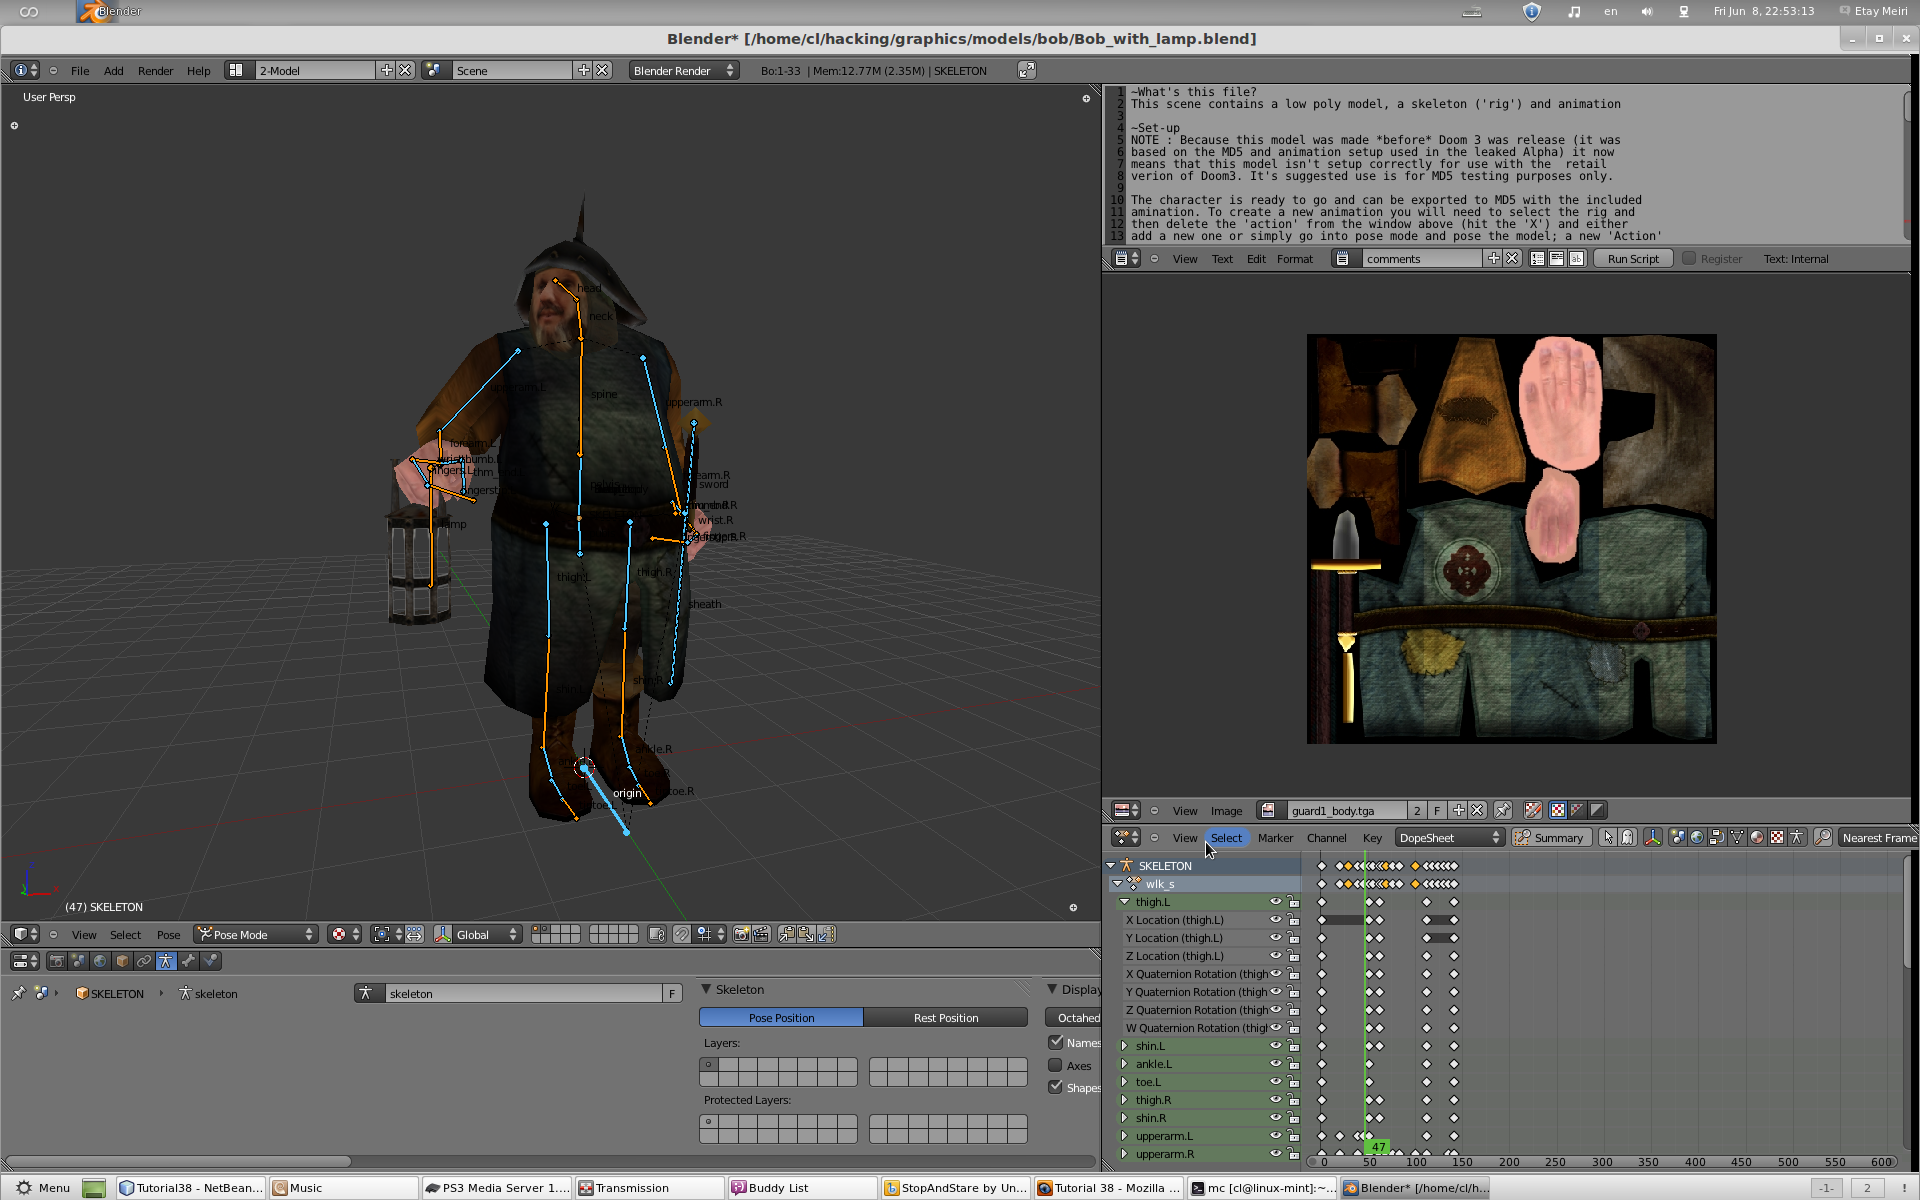 Blender
en
Fri Jun 8, 22:53:13
Etay Meiri
Blender* [/home/cl/hacking/graphics/models/bob/Bob_with_lamp.blend]
File Add Render Help
2-Model
Scene
Blender Render
Bo:1-33 | Mem:12.77M (2.35M) | SKELETON
User Persp
head
neck
upperarm.L
spine
upperarm.R
forearm.L
sword
lamp
wrist.R
thigh.L
thigh.R
sheath
shin.R
ankle.R
toe.R
origin
(47) SKELETON
View Select Pose
Pose Mode
Global
SKELETON
skeleton
skeleton
F
Skeleton
Pose Position
Rest Position
Layers:
Protected Layers:
Display
Octahed
Names
Axes
Shapes
1 ~What's this file?
2 This scene contains a low poly model, a skeleton ('rig') and animation
3
4 ~Set-up
5 NOTE : Because this model was made *before* Doom 3 was release (it was
6 based on the MD5 and animation setup used in the leaked Alpha) it now
7 means that this model isn't setup correctly for use with the  retail
8 verion of Doom3. It's suggested use is for MD5 testing purposes only.
9
10 The character is ready to go and can be exported to MD5 with the included
11 amination. To create a new animation you will need to select the rig and
12 then delete the 'action' from the window above (hit the 'X') and either
13 add a new one or simply go into pose mode and pose the model; a new 'Action'
View Text Edit Format
comments
Run Script
Register
Text: Internal
View Image
guard1_body.tga
2
F
View Select Marker Channel Key
DopeSheet
Summary
Nearest Frame
SKELETON
wlk_s
thigh.L
X Location (thigh.L)
Y Location (thigh.L)
Z Location (thigh.L)
X Quaternion Rotation (thigh
Y Quaternion Rotation (thigh
Z Quaternion Rotation (thigh
W Quaternion Rotation (thigh
shin.L
ankle.L
toe.L
thigh.R
shin.R
upperarm.L
upperarm.R
47
0 50 100 150 200 250 300 350 400 450 500 550 600
Menu
Tutorial38 - NetBean...
Music
PS3 Media Server 1....
Transmission
Buddy List
StopAndStare by Un...
Tutorial 38 - Mozilla ...
mc [cl@linux-mint]:~...
Blender* [/home/cl/h...
-1-
2